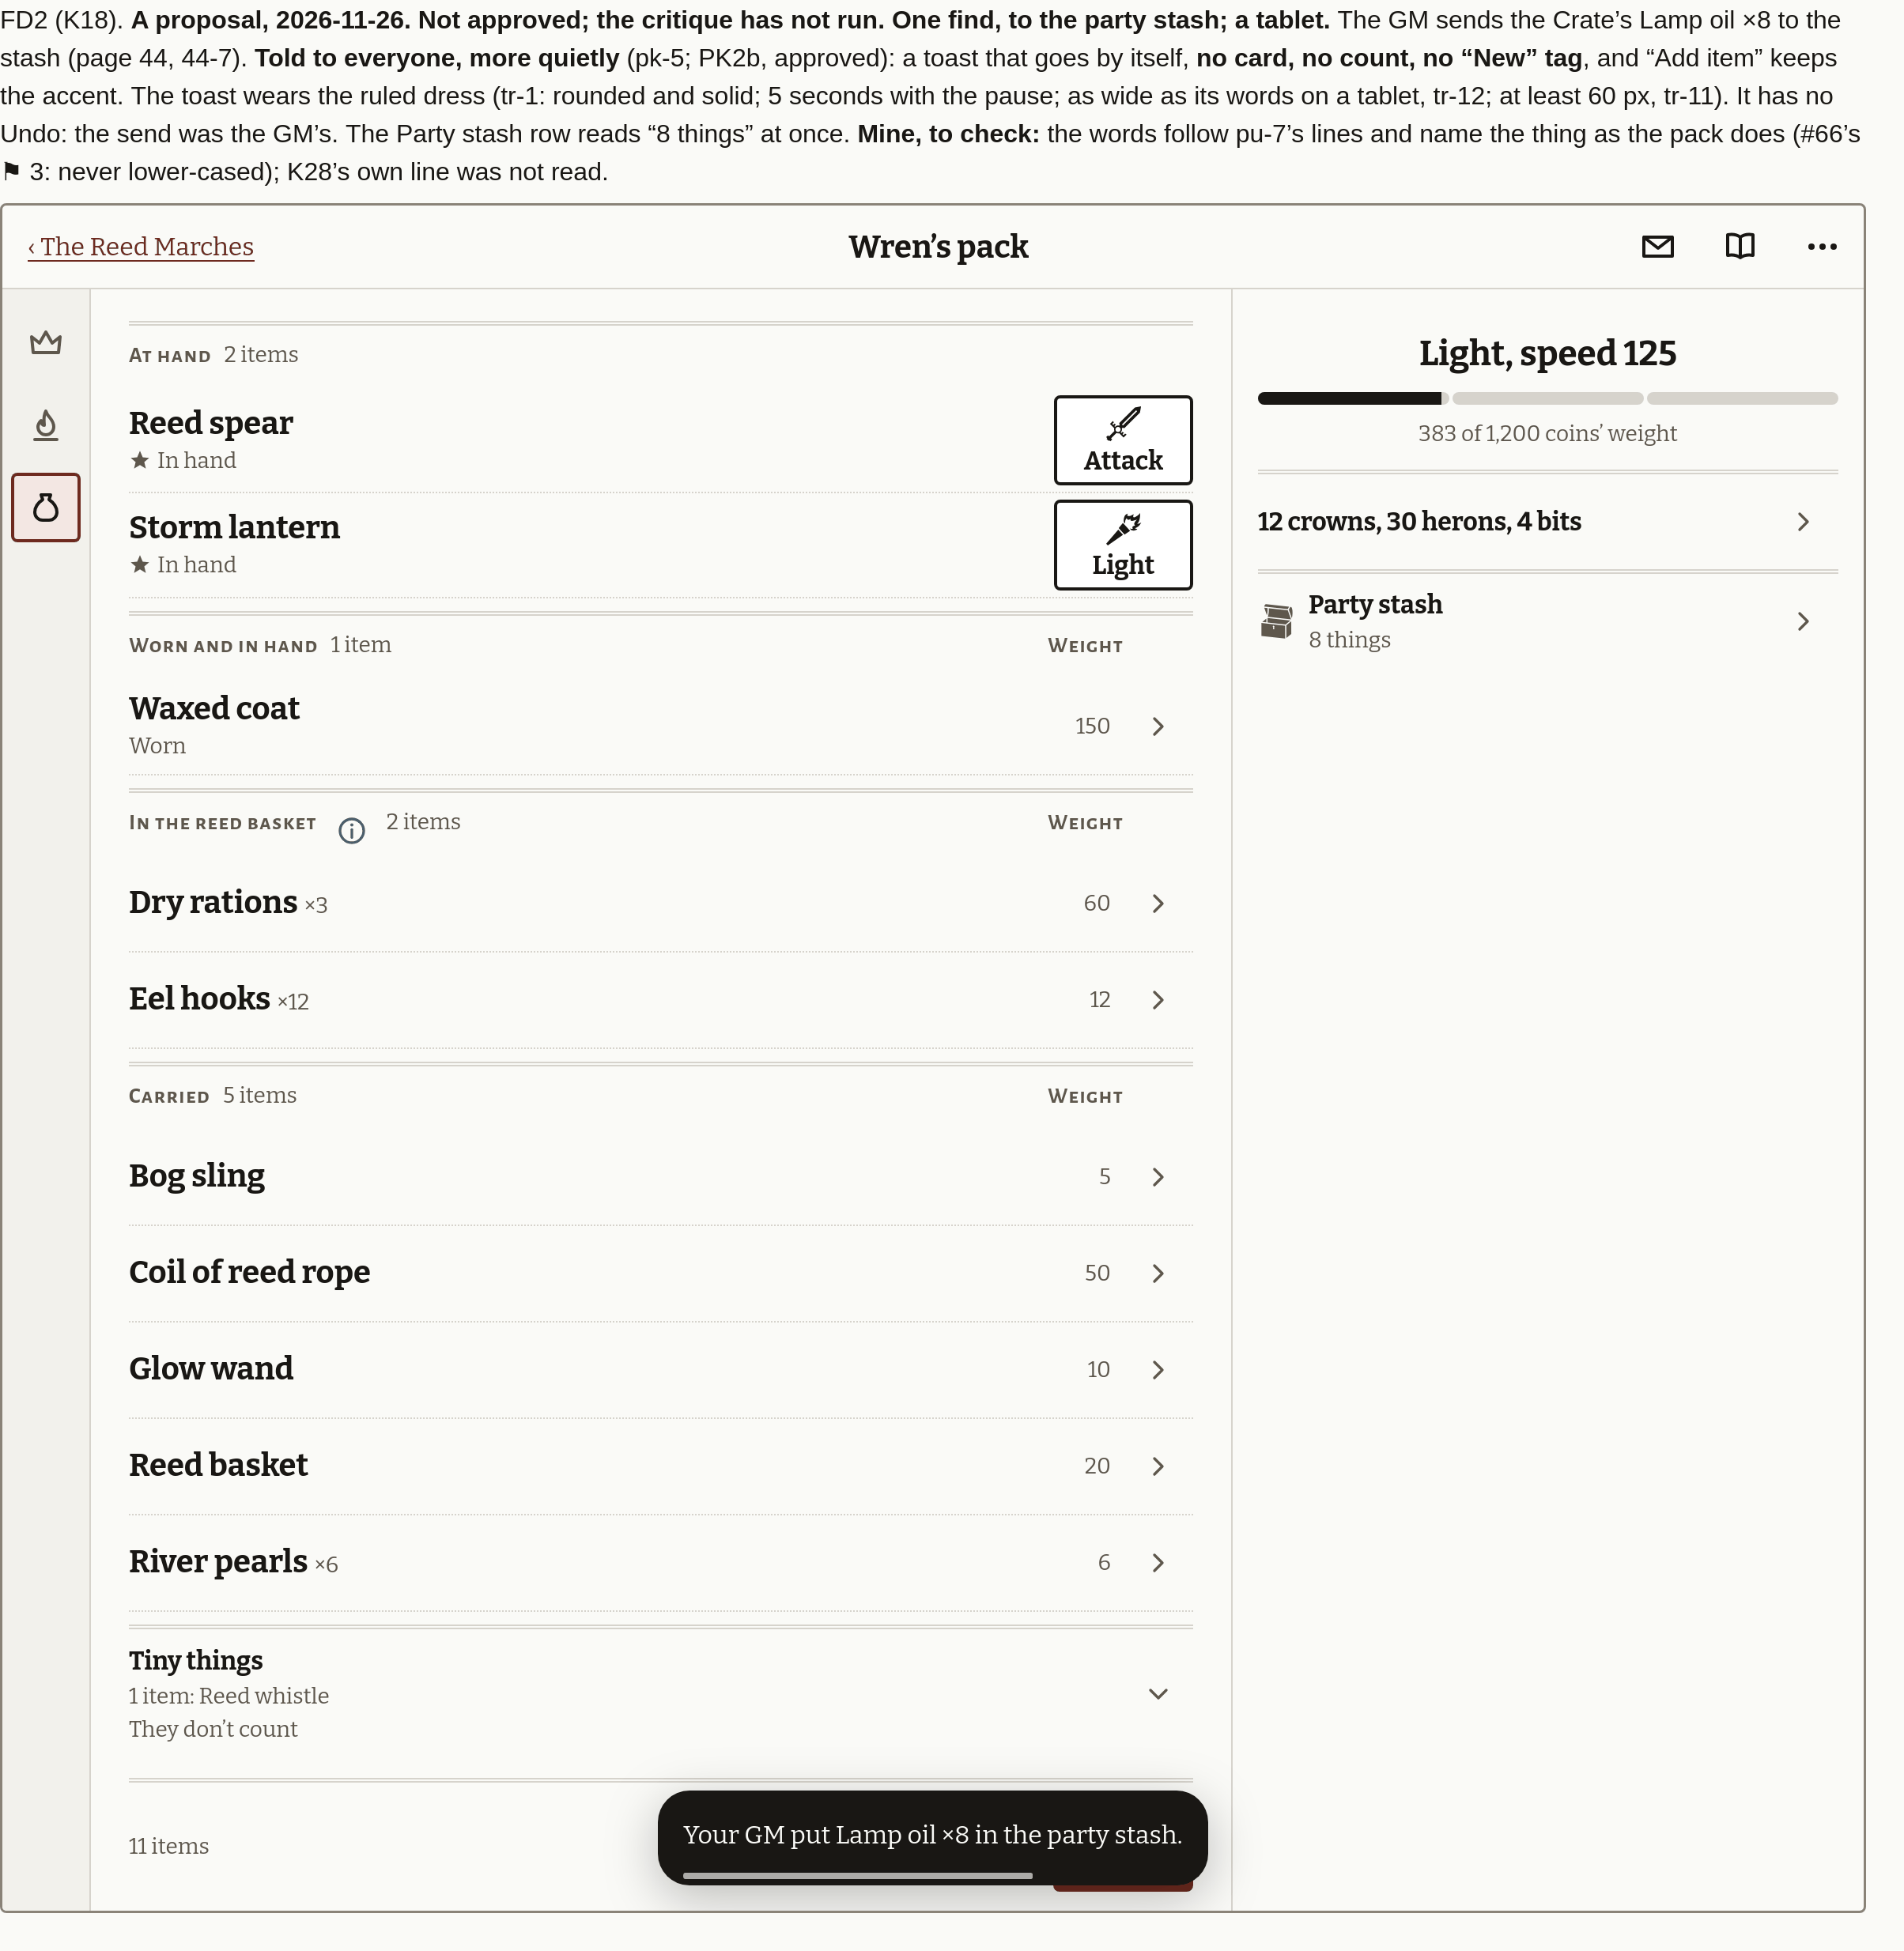 FD2 (K18). A proposal, 2026-11-26. Not approved; the critique has not run. One find, to the party stash; a tablet. The GM sends the Crate’s Lamp oil ×8 to the
stash (page 44, 44-7). Told to everyone, more quietly (pk-5; PK2b, approved): a toast that goes by itself, no card, no count, no “New” tag, and “Add item” keeps
the accent. The toast wears the ruled dress (tr-1: rounded and solid; 5 seconds with the pause; as wide as its words on a tablet, tr-12; at least 60 px, tr-11). It has no
Undo: the send was the GM’s. The Party stash row reads “8 things” at once. Mine, to check: the words follow pu-7’s lines and name the thing as the pack does (#66’s
⚑ 3: never lower-cased); K28’s own line was not read.
‹ The Reed Marches
Wren’s pack
At hand 2 items
Reed spear
★ In hand
Attack
Storm lantern
★ In hand
Light
Worn and in hand 1 item Weight
Waxed coat
Worn
150
In the reed basket 2 items Weight
Dry rations ×3 60
Eel hooks ×12 12
Carried 5 items Weight
Bog sling 5
Coil of reed rope 50
Glow wand 10
Reed basket 20
River pearls ×6 6
Tiny things
1 item: Reed whistle
They don’t count
11 items
Your GM put Lamp oil ×8 in the party stash.
Light, speed 125
383 of 1,200 coins’ weight
12 crowns, 30 herons, 4 bits
Party stash
8 things